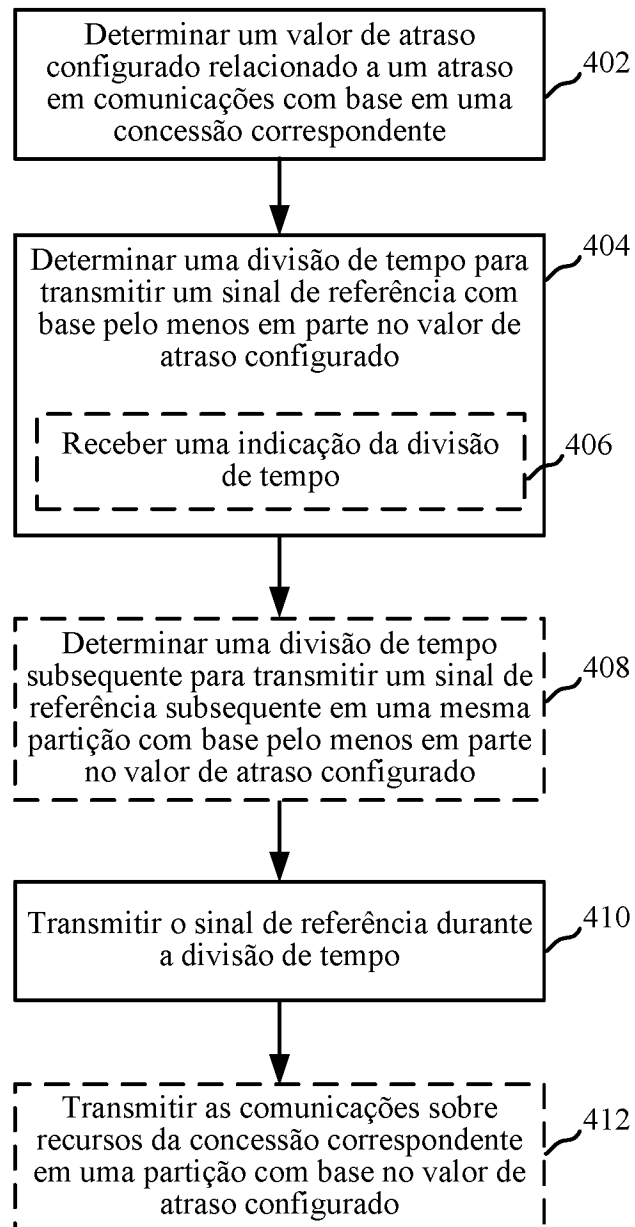 Determinar um valor de atraso
configurado relacionado a um atraso
em comunicações com base em uma
concessão correspondente
402
Determinar uma divisão de tempo para
transmitir um sinal de referência com
base pelo menos em parte no valor de
atraso configurado
404
Receber uma indicação da divisão
de tempo
406
Determinar uma divisão de tempo
subsequente para transmitir um sinal de
referência subsequente em uma mesma
partição com base pelo menos em parte
no valor de atraso configurado
408
Transmitir o sinal de referência durante
a divisão de tempo
410
Transmitir as comunicações sobre
recursos da concessão correspondente
em uma partição com base no valor de
atraso configurado
412